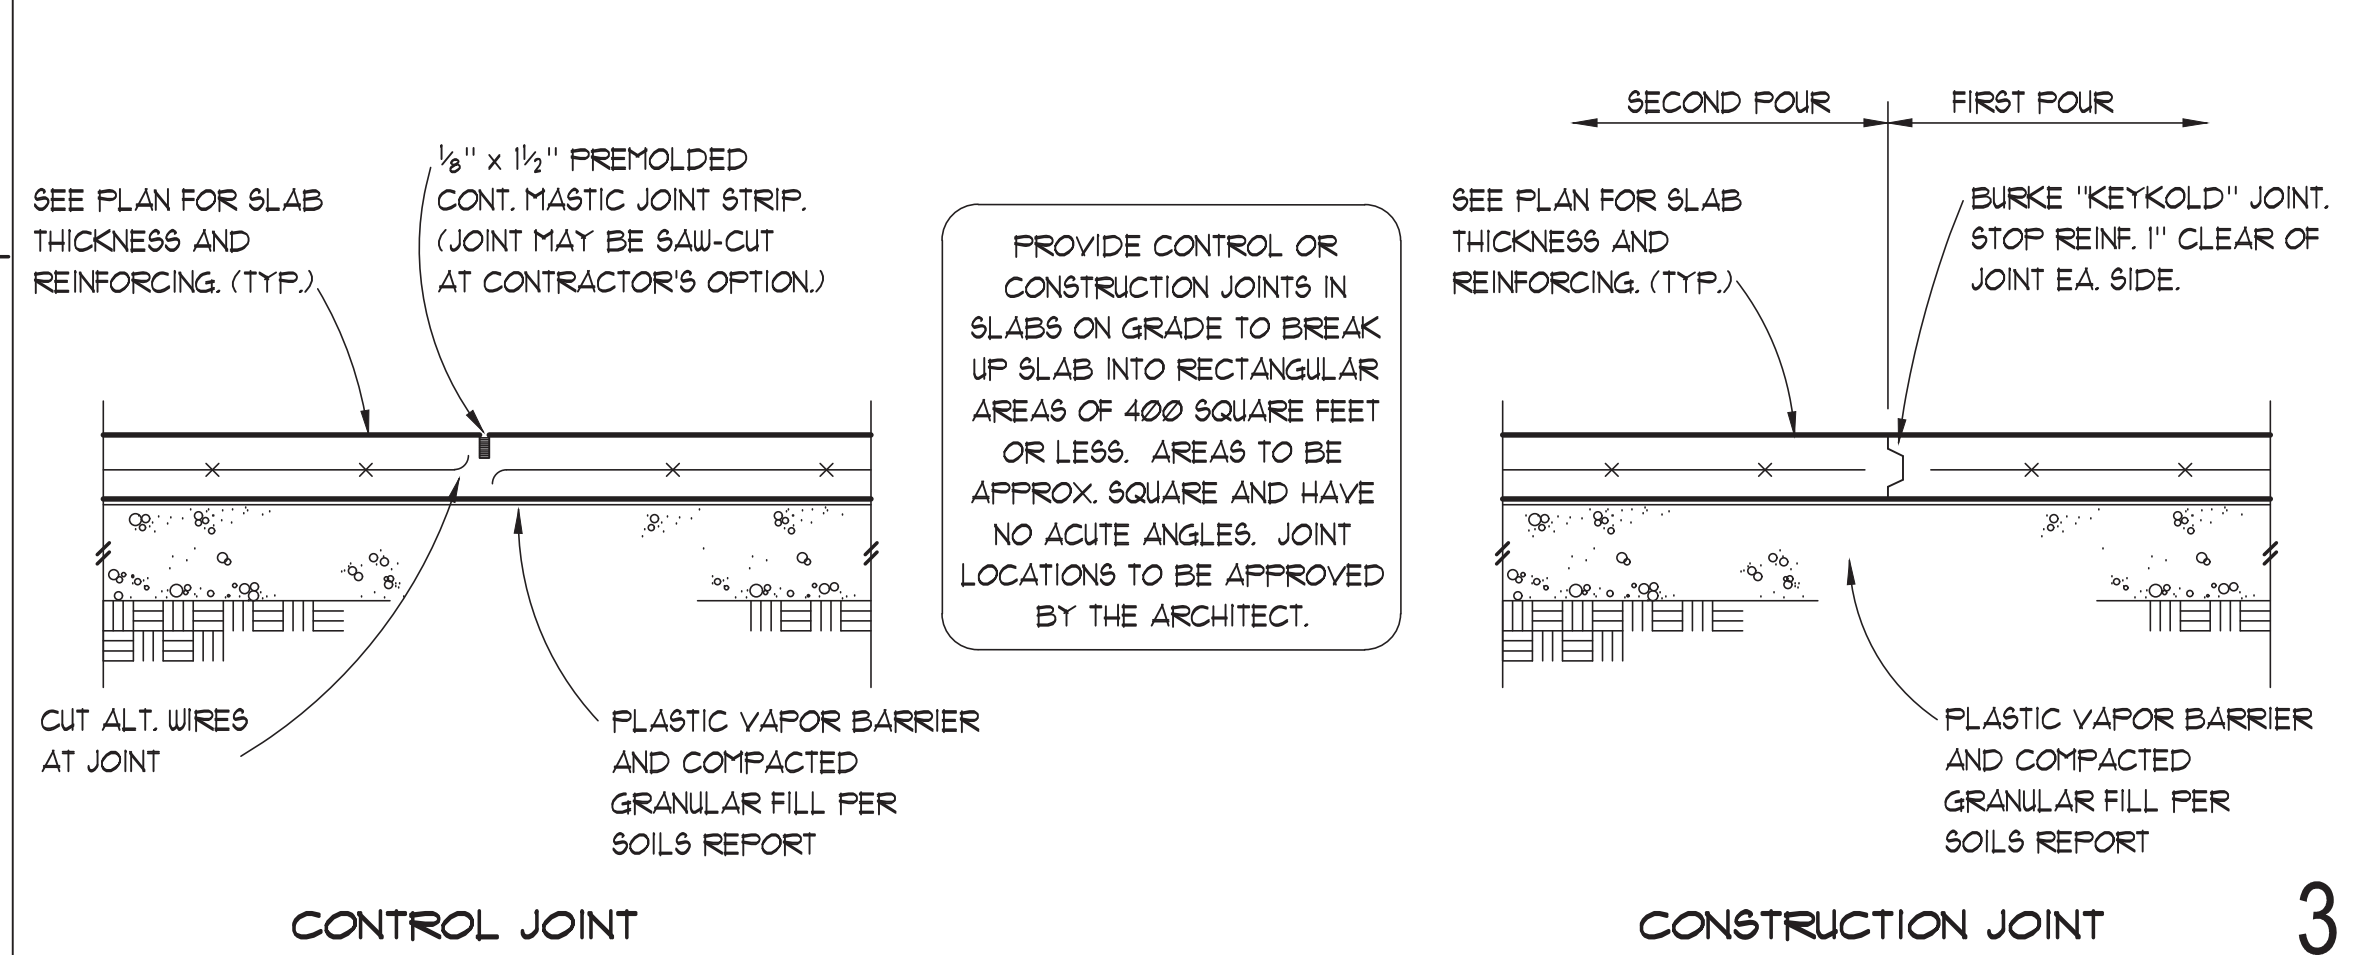 SEE PLAN FOR SLAB
THICKNESS AND
REINFORCING. (TYP.)
⅛" x 1½" PREMOLDED
CONT. MASTIC JOINT STRIP.
(JOINT MAY BE SAW-CUT
AT CONTRACTOR'S OPTION.)
CUT ALT. WIRES
AT JOINT
PLASTIC VAPOR BARRIER
AND COMPACTED
GRANULAR FILL PER
SOILS REPORT
CONTROL JOINT
PROVIDE CONTROL OR
CONSTRUCTION JOINTS IN
SLABS ON GRADE TO BREAK
UP SLAB INTO RECTANGULAR
AREAS OF 400 SQUARE FEET
OR LESS. AREAS TO BE
APPROX. SQUARE AND HAVE
NO ACUTE ANGLES. JOINT
LOCATIONS TO BE APPROVED
BY THE ARCHITECT.
SECOND POUR
FIRST POUR
SEE PLAN FOR SLAB
THICKNESS AND
REINFORCING. (TYP.)
BURKE "KEYKOLD" JOINT.
STOP REINF. 1" CLEAR OF
JOINT EA. SIDE.
PLASTIC VAPOR BARRIER
AND COMPACTED
GRANULAR FILL PER
SOILS REPORT
CONSTRUCTION JOINT
3